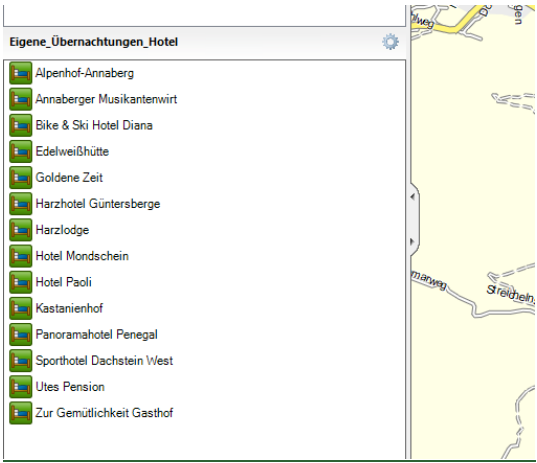 Eigene_Übernachtungen_Hotel
Alpenhof-Annaberg
Annaberger Musikantenwirt
Bike & Ski Hotel Diana
Edelweißhütte
Goldene Zeit
Harzhotel Güntersberge
Harzlodge
Hotel Mondschein
Hotel Paoli
Kastanienhof
Panoramahotel Penegal
Sporthotel Dachstein West
Utes Pension
Zur Gemütlichkeit Gasthof